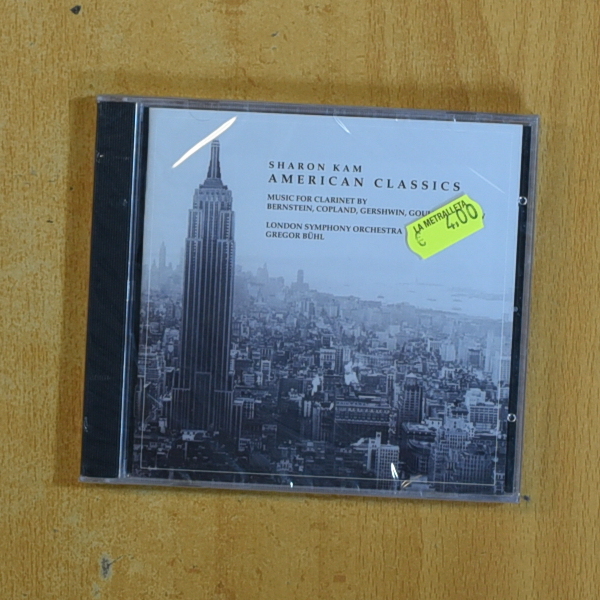 SHARON KAM
AMERICAN CLASSICS
MUSIC FOR CLARINET BY
BERNSTEIN, COPLAND, GERSHWIN,
LONDON SYMPHONY ORCHESTRA
GREGOR BÜHL
LA METRALLETA
€ 4,00